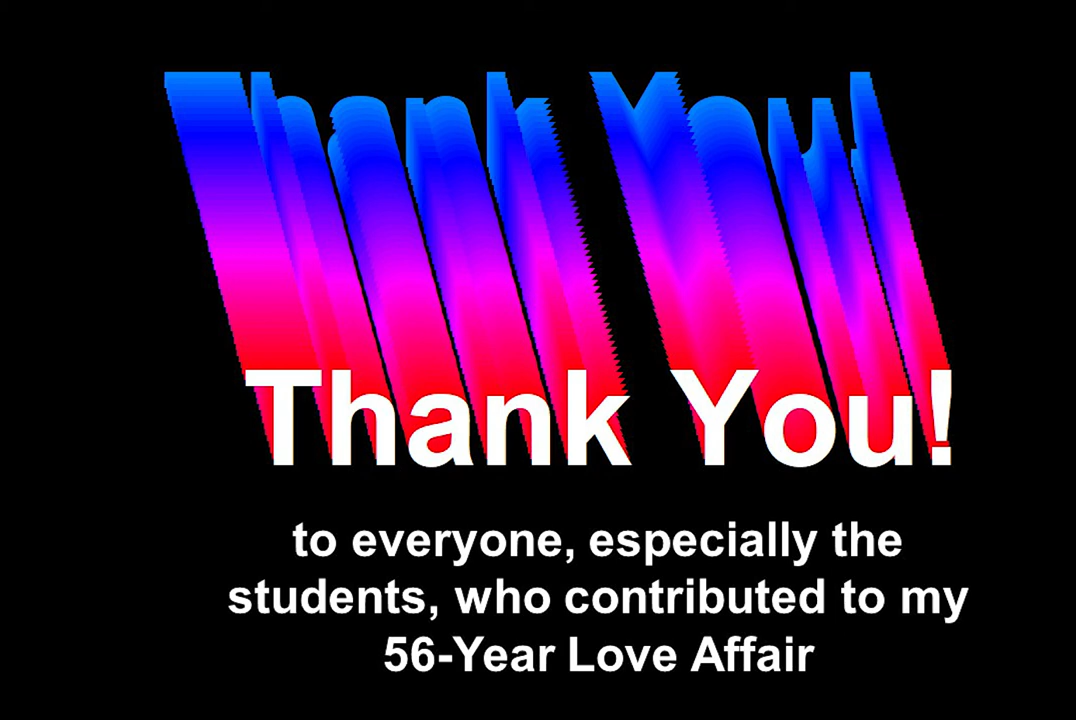 Thank You!
to everyone, especially the
students, who contributed to my
56-Year Love Affair